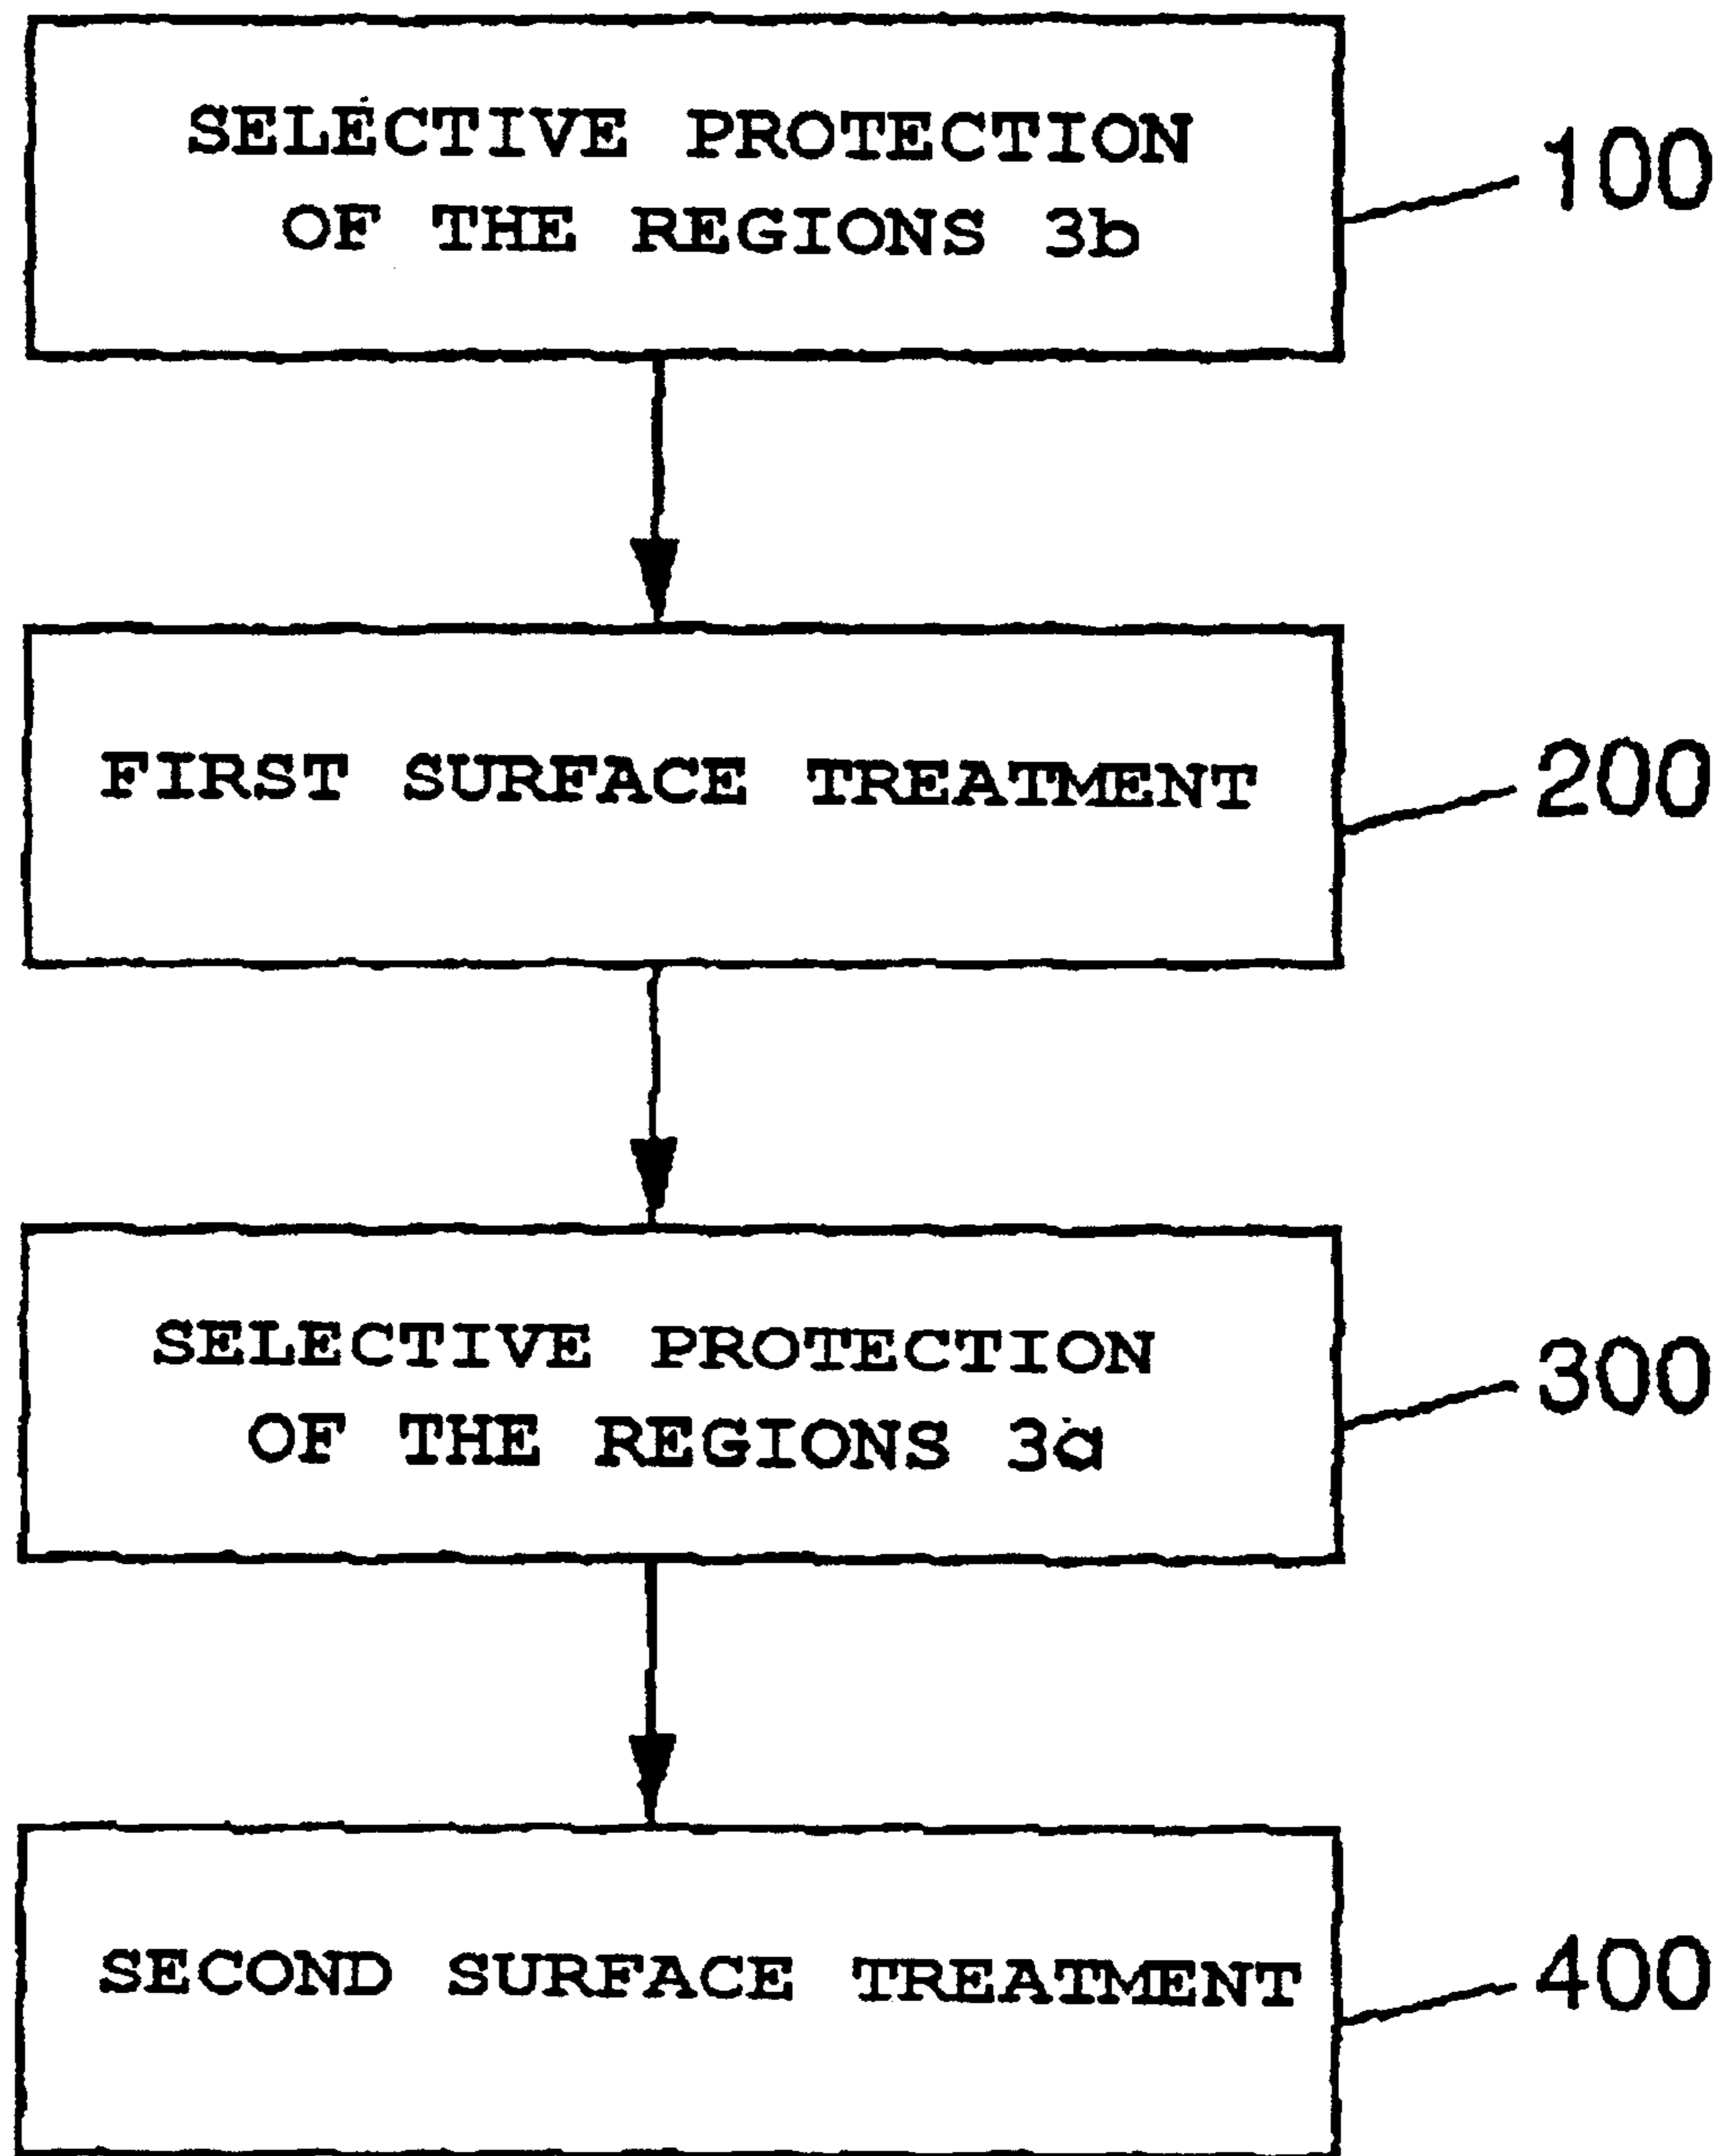 SELECTIVE PROTECTION
OF THE REGIONS 3b
100
FIRST SURFACE TREATMENT
200
SELECTIVE PROTECTION
OF THE REGIONS 3a
300
SECOND SURFACE TREATMENT
400